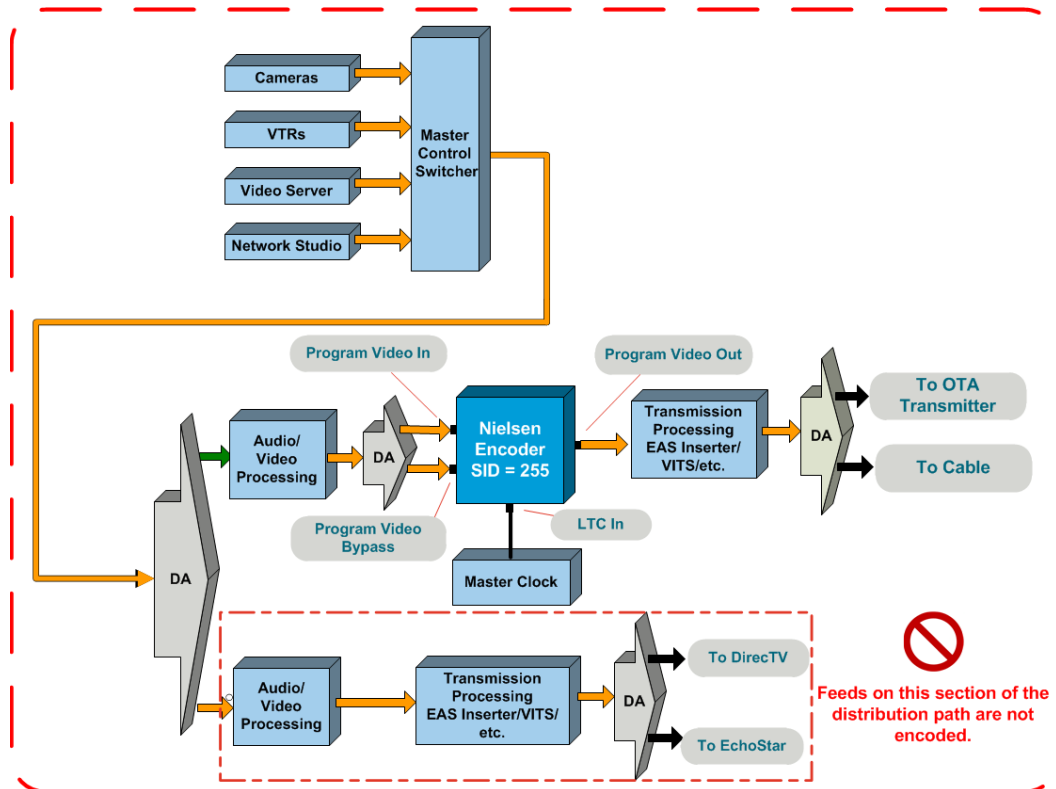 Cameras
VTRs
Video Server
Network Studio
Master
Control
Switcher
Program Video In
Program Video Out
DA
Audio/
Video
Processing
DA
Nielsen
Encoder
SID = 255
Transmission
Processing
EAS Inserter/
VITS/etc.
DA
To OTA
Transmitter
To Cable
Program Video
Bypass
LTC In
Master Clock
Audio/
Video
Processing
Transmission
Processing
EAS Inserter/VITS/
etc.
DA
To DirecTV
To EchoStar
Feeds on this section of the
distribution path are not
encoded.